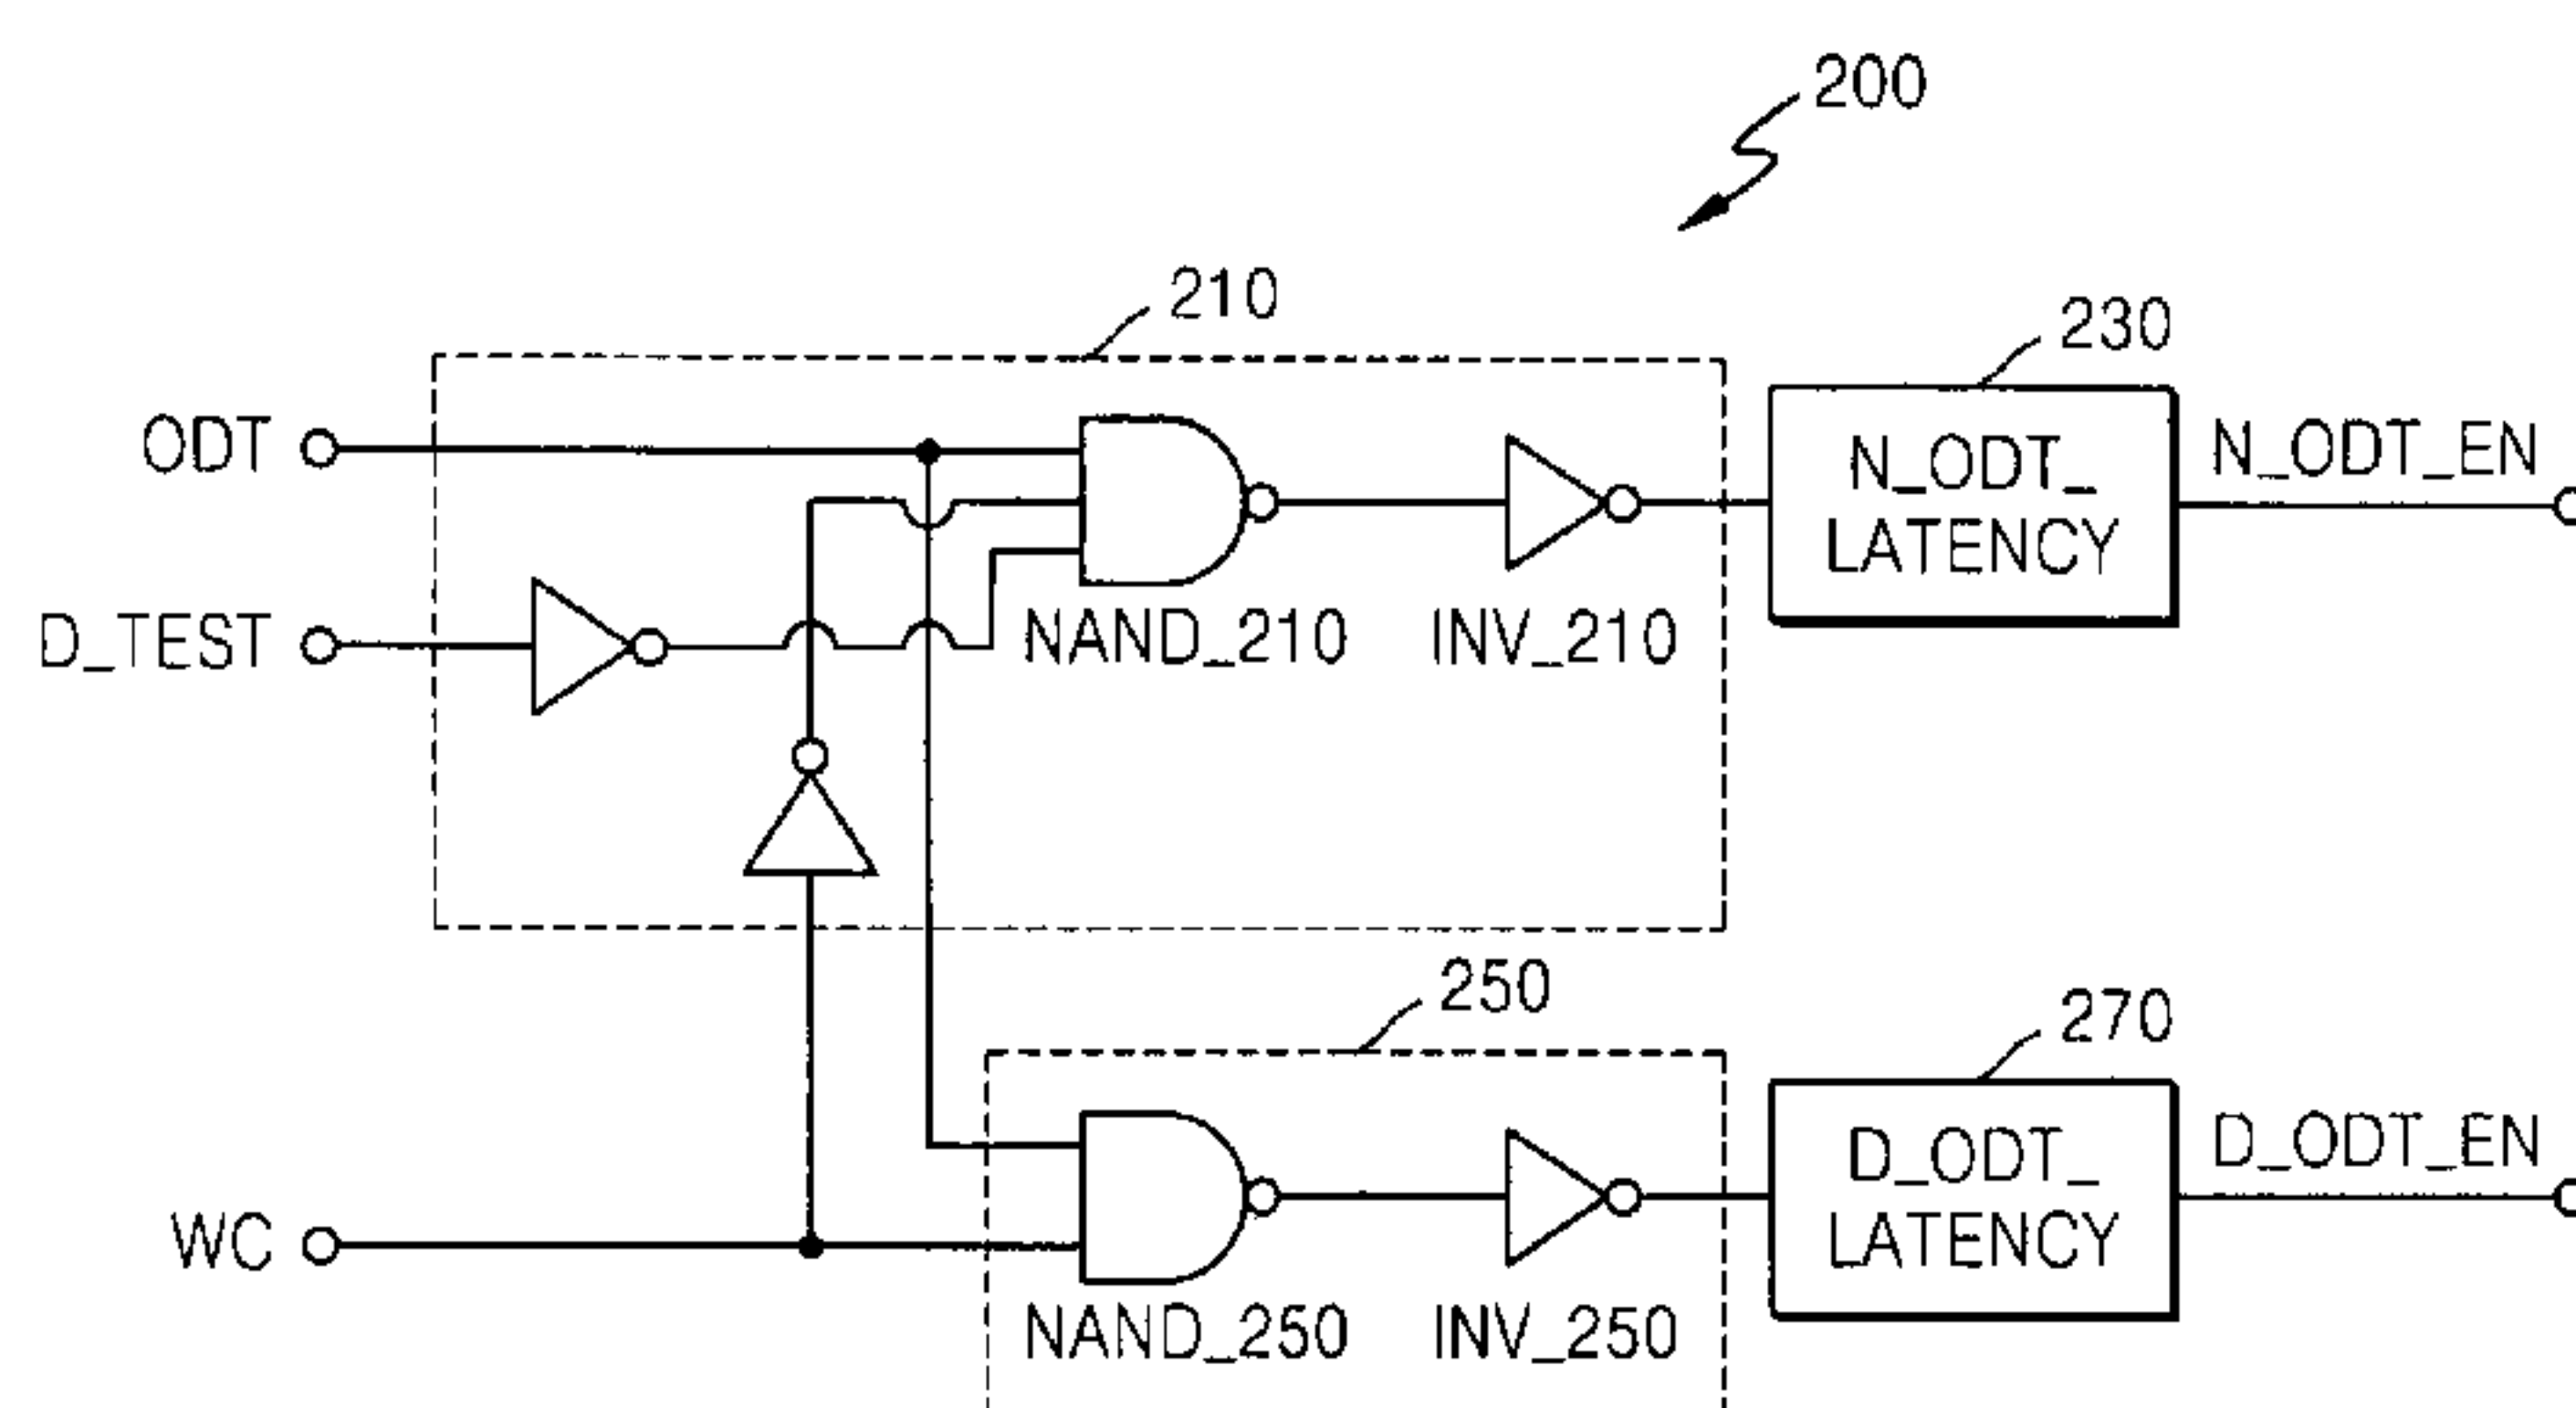 200
210
230
ODT
N_ODT_
LATENCY
N_ODT_EN
D_TEST
NAND_210
INV_210
250
270
D_ODT_
LATENCY
D_ODT_EN
WC
NAND_250
INV_250